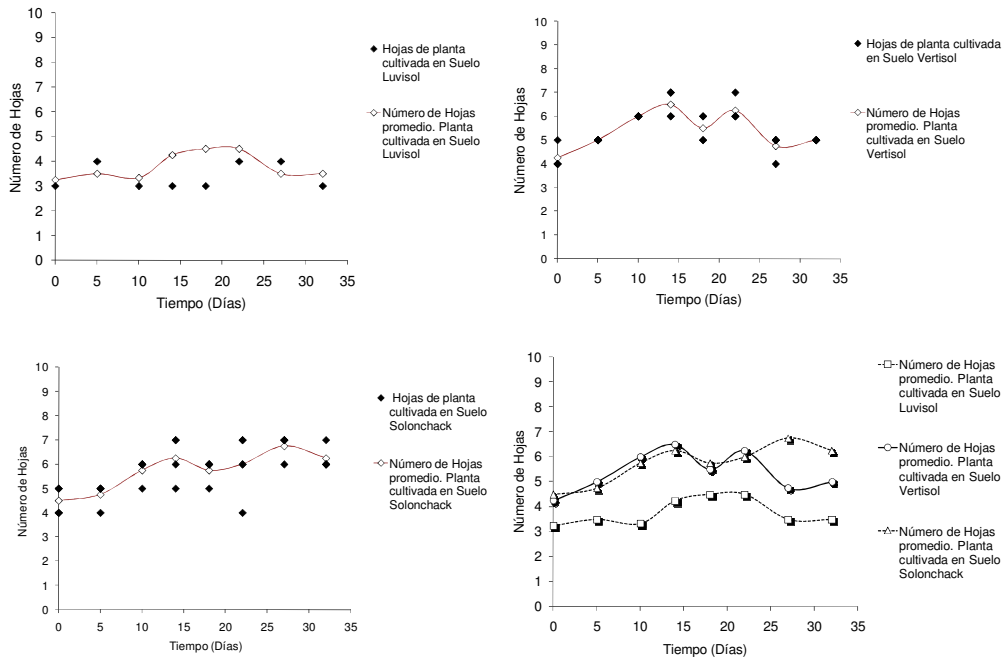 10
9
8
7
6
5
4
3
2
1
0
Número de Hojas
0 5 10 15 20 25 30 35
Tiempo (Días)
Hojas de planta
cultivada en Suelo
Luvisol
Número de Hojas
promedio. Planta
cultivada en Suelo
Luvisol
10
9
8
7
6
5
4
3
2
1
0
Número de Hojas
0 5 10 15 20 25 30 35
Tiempo (Días)
Hojas de planta cultivada
en Suelo Vertisol
Número de Hojas
promedio. Planta
cultivada en Suelo
Vertisol
10
9
8
7
6
5
4
3
2
1
0
Número de Hojas
0 5 10 15 20 25 30 35
Tiempo (Días)
Hojas de planta
cultivada en Suelo
Solonchack
Número de Hojas
promedio. Planta
cultivada en Suelo
Solonchack
10
9
8
7
6
5
4
3
2
1
0
Número de Hojas
0 5 10 15 20 25 30 35
Tiempo (Días)
Número de Hojas
promedio. Planta
cultivada en Suelo
Luvisol
Número de Hojas
promedio. Planta
cultivada en Suelo
Vertisol
Número de Hojas
promedio. Planta
cultivada en Suelo
Solonchack